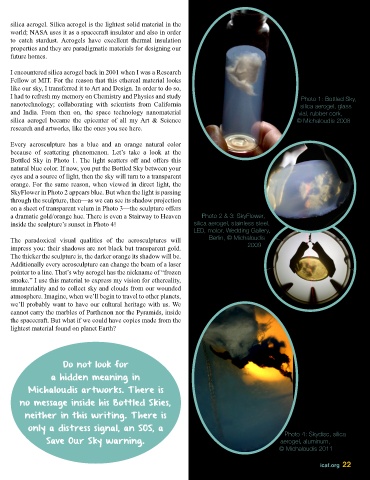 silica aerogel. Silica aerogel is the lightest solid material in the
world: NASA uses it as a spacecraft insulator and also in order
to catch stardust. Aerogels have excellent thermal insulation
properties and they are paradigmatic materials for designing our
future homes.
I encountered silica aerogel back in 2001 when I was a Research
Fellow at MIT. For the reason that this ethereal material looks
like our sky, I transferred it to Art and Design. In order to do so,
I had to refresh my memory on Chemistry and Physics and study
nanotechnology; collaborating with scientists from California
and India. From then on, the space technology nanomaterial
silica aerogel became the epicenter of all my Art & Science
research and artworks, like the ones you see here.
Every aerosculpture has a blue and an orange natural color
because of scattering phenomenon. Let's take a look at the
Bottled Sky in Photo 1. The light scatters off and offers this
natural blue color. If now, you put the Bottled Sky between your
eyes and a source of light, then the sky will turn to a transparent
orange. For the same reason, when viewed in direct light, the
SkyFlower in Photo 2 appears blue. But when the light is passing
through the sculpture, then—as we can see its shadow projection
on a sheet of transparent velum in Photo 3—the sculpture offers
a dramatic gold/orange hue. There is even a Stairway to Heaven
inside the sculpture's sunset in Photo 4!
The paradoxical visual qualities of the aerosculptures will
impress you: their shadows are not black but transparent gold.
The thicker the sculpture is, the darker orange its shadow will be.
Additionally every aerosculpture can change the beam of a laser
pointer to a line. That's why aerogel has the nickname of “frozen
smoke.” I use this material to express my vision for ethereality,
immateriality and to collect sky and clouds from our wounded
atmosphere. Imagine, when we'll begin to travel to other planets,
we'll probably want to have our cultural heritage with us. We
cannot carry the marbles of Parthenon nor the Pyramids, inside
the spacecraft. But what if we could have copies made from the
lightest material found on planet Earth?
Do not look for
a hidden meaning in
Michaloudis artworks. There is
no message inside his Bottled Skies,
neither in this writing. There is
only a distress signal, an SOS, a
Save Our Sky warning.
Photo 1: Bottled Sky,
silica aerogel, glass
vial, rubber cork,
© Michaloudis 2006
Photo 2 & 3: SkyFlower,
silica aerogel, stainless steel,
LED, motor, Wedding Gallery,
Berlin, © Michaloudis
2006
Photo 4: Skydisc, silica
aerogel, aluminum,
© Michaloudis 2011
ical.org 22